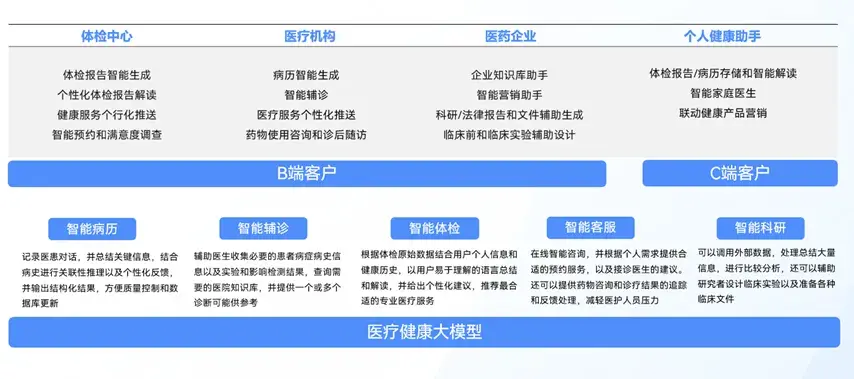 体检中心
医疗机构
医药企业
个人健康助手
体检报告智能生成
个性化体检报告解读
健康服务个行化推送
智能预约和满意度调查
病历智能生成
智能辅诊
医疗服务个性化推送
药物使用咨询和诊后随访
企业知识库助手
智能营销助手
科研/法律报告和文件辅助生成
临床前和临床实验辅助设计
体检报告/病历存储和智能解读
智能家庭医生
联动健康产品营销
B端客户
C端客户
智能病历
记录医患对话，并总结关键信息，结合
病史进行关联性推理以及个性化反馈，
并输出结构化结果，方便质量控制和数
据库更新
智能辅诊
辅助医生收集必要的患者病症病史信
息以及实验和影响检测结果，查询需
要的医院知识库，并提供一个或多个
诊断可能供参考
智能体检
根据体检原始数据结合用户个人信息和
健康历史，以用户易于理解的语言总结
和解读，并给出个性化建议，推荐最合
适的专业医疗服务
智能客服
在线智能咨询，并根据个人需求提供合
适的预约服务，以及接诊医生的建议。
还可以提供药物咨询和诊疗结果的追踪
和反馈处理，减轻医护人员压力
智能科研
可以调用外部数据，处理总结大量
信息，进行比较分析，还可以辅助
研究者设计临床实验以及准备各种
临床文件
医疗健康大模型